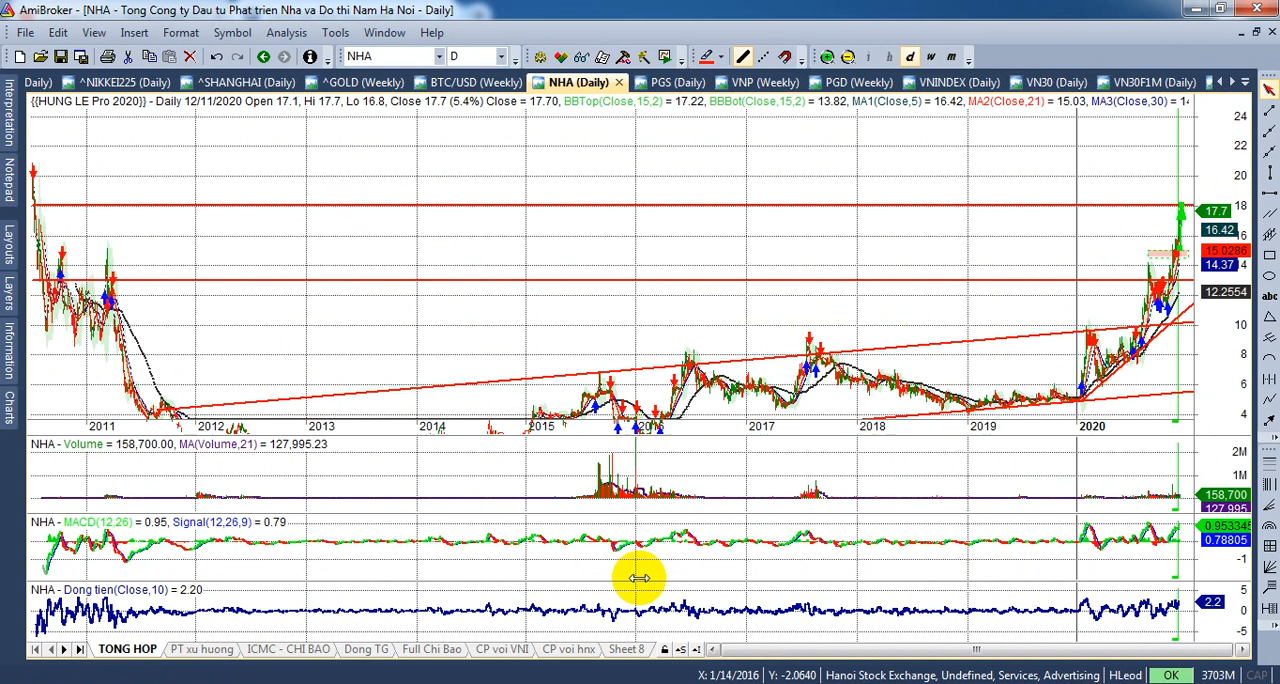 AmiBroker - [NHA - Tong Cong ty Dau tu Phat trien Nha va Do thi Nam Ha Noi - Daily]
File Edit View Insert Format Symbol Analysis Tools Window Help
NHA D i h d w m
Daily) ^NIKKEI225 (Daily) ^SHANGHAI (Daily) ^GOLD (Weekly) BTC/USD (Weekly) NHA (Daily) PGS (Daily) VNP (Weekly) PGD (Weekly) VNINDEX (Daily) VN30 (Daily) VN30F1M (Daily)
{{HUNG LE Pro 2020}} - Daily 12/11/2020 Open 17.1, Hi 17.7, Lo 16.8, Close 17.7 (5.4%) Close = 17.70, BBTop(Close,15,2) = 17.22, BBBot(Close,15,2) = 13.82, MA1(Close,5) = 16.42, MA2(Close,21) = 15.03, MA3(Close,30) =
Interpretation
Notepad
Layouts
Layers
Information
Charts
24
22
20
18
17.7
16.42
16
15.0286
14.37
12.2554
10
8
6
4
2011 2012 2013 2014 2015 2016 2017 2018 2019 2020
NHA - Volume = 158,700.00, MA(Volume,21) = 127,995.23
2M
1M
158,700
127,995
NHA - MACD(12,26) = 0.95, Signal(12,26,9) = 0.79
0.953345
0.78805
-1
NHA - Dong tien(Close,10) = 2.20
5
2.2
0
-5
TONG HOP PT xu huong ICMC - CHI BAO Dong TG Full Chi Bao CP voi VNI CP voi hnx Sheet 8
X: 1/14/2016 Y: -2.0640 Hanoi Stock Exchange, Undefined, Services, Advertising HLeod OK 3703M CAP
abc